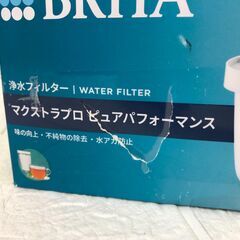 BRITA
浄水フィルター | WATER FILTER
マクストラプロ ピュアパフォーマンス
味の向上・不純物の除去・水アカ防止